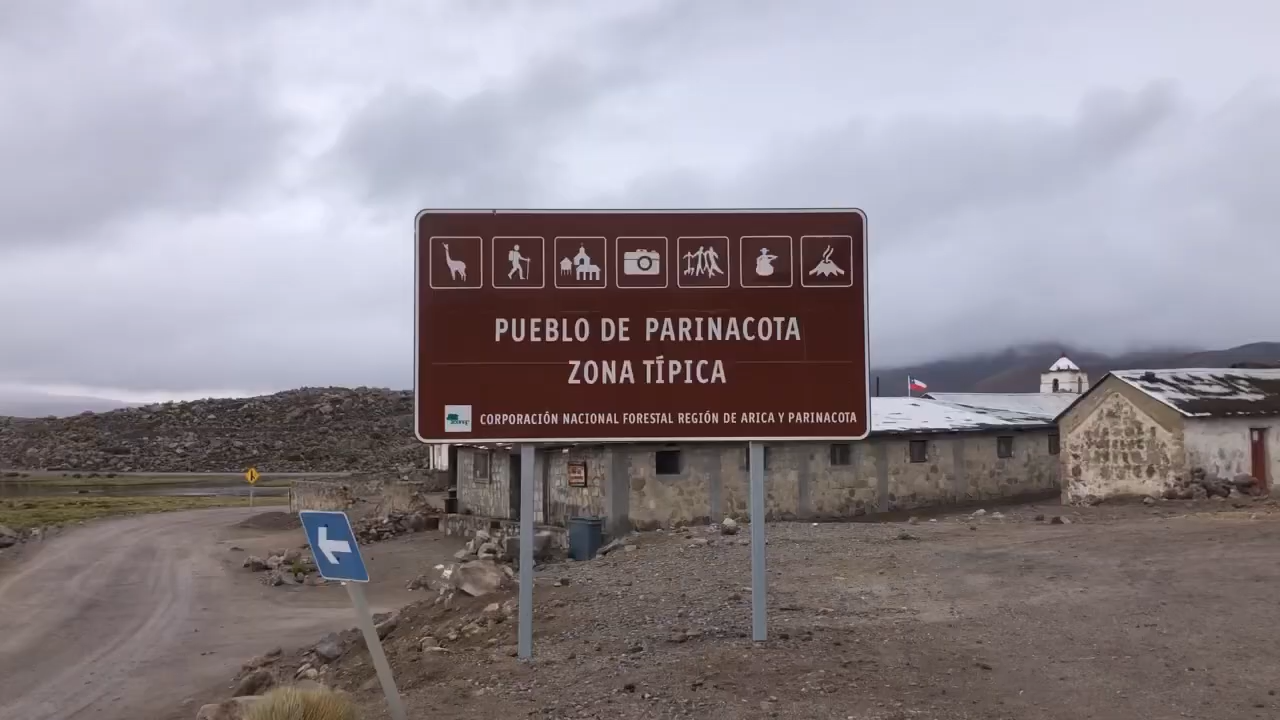 PUEBLO DE PARINACOTA
ZONA TÍPICA
CORPORACIÓN NACIONAL FORESTAL REGIÓN DE ARICA Y PARINACOTA